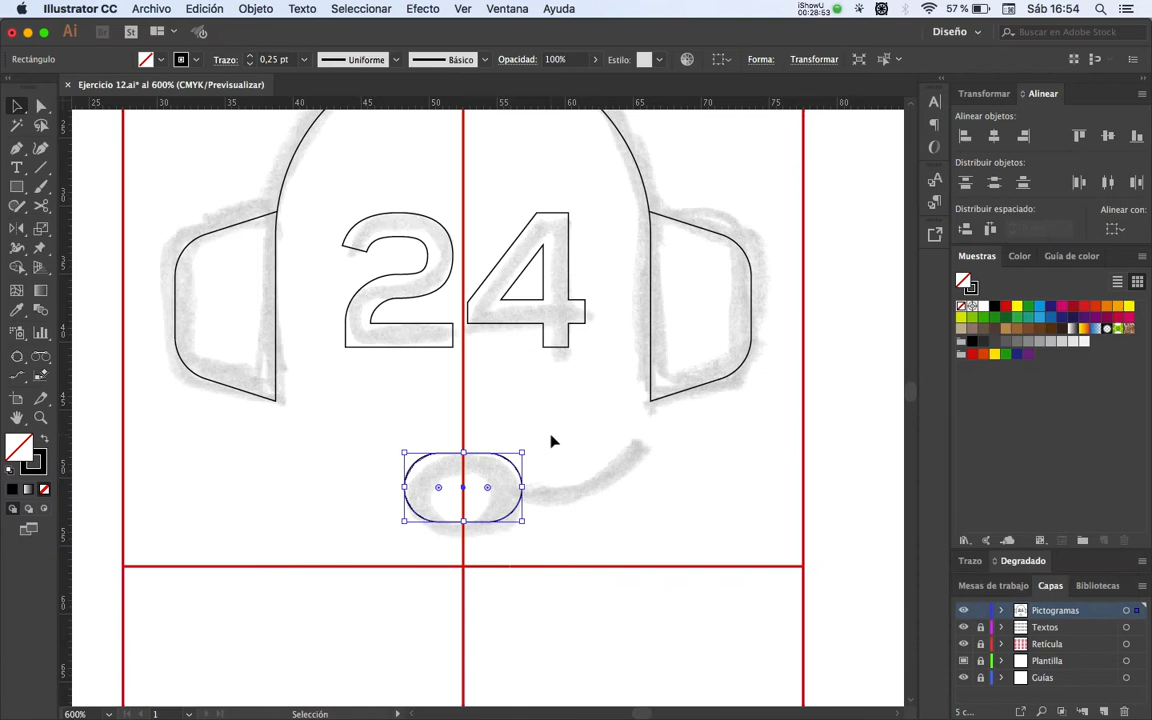 Illustrator CC Archivo Edición Objeto Texto Seleccionar Efecto Ver Ventana Ayuda iShowU 00:28:53 57 % Sáb 16:54
Ai Br St Diseño Buscar en Adobe Stock
Rectángulo Trazo: 0,25 pt Uniforme Básico Opacidad: 100% Estilo: Forma: Transformar
× Ejercicio 12.ai* al 600% (CMYK/Previsualizar)
25 30 35 40 45 50 55 60 65 70 75 80
Transformar Alinear
Alinear objetos:
Distribuir objetos:
Distribuir espaciado: Alinear con:
24
Muestras Color Guía de color
Trazo Degradado
Mesas de trabajo Capas Bibliotecas
Pictogramas
Textos
Retícula
Plantilla
Guías
600% 1 Selección 5 c...